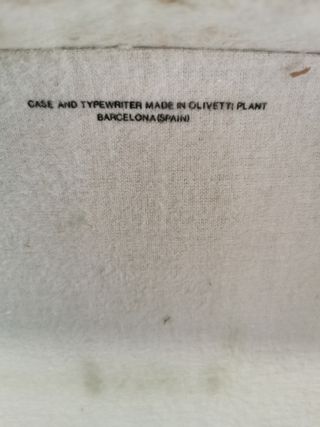 CASE AND TYPEWRITER MADE IN OLIVETTI PLANT
BARCELONA(SPAIN)